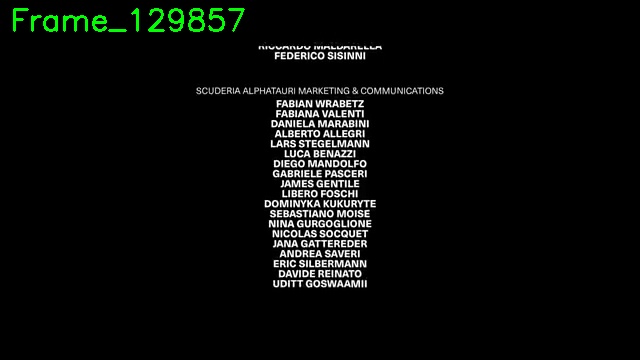 Frame_129857
RICCARDO MALDARELLA
FEDERICO SISINNI
SCUDERIA ALPHATAURI MARKETING & COMMUNICATIONS
FABIAN WRABETZ
FABIANA VALENTI
DANIELA MARABINI
ALBERTO ALLEGRI
LARS STEGELMANN
LUCA BENAZZI
DIEGO MANDOLFO
GABRIELE PASCERI
JAMES GENTILE
LIBERO FOSCHI
DOMINYKA KUKURYTE
SEBASTIANO MOISE
NINA GURGOGLIONE
NICOLAS SOCQUET
JANA GATTEREDER
ANDREA SAVERI
ERIC SILBERMANN
DAVIDE REINATO
UDITT GOSWAAMII